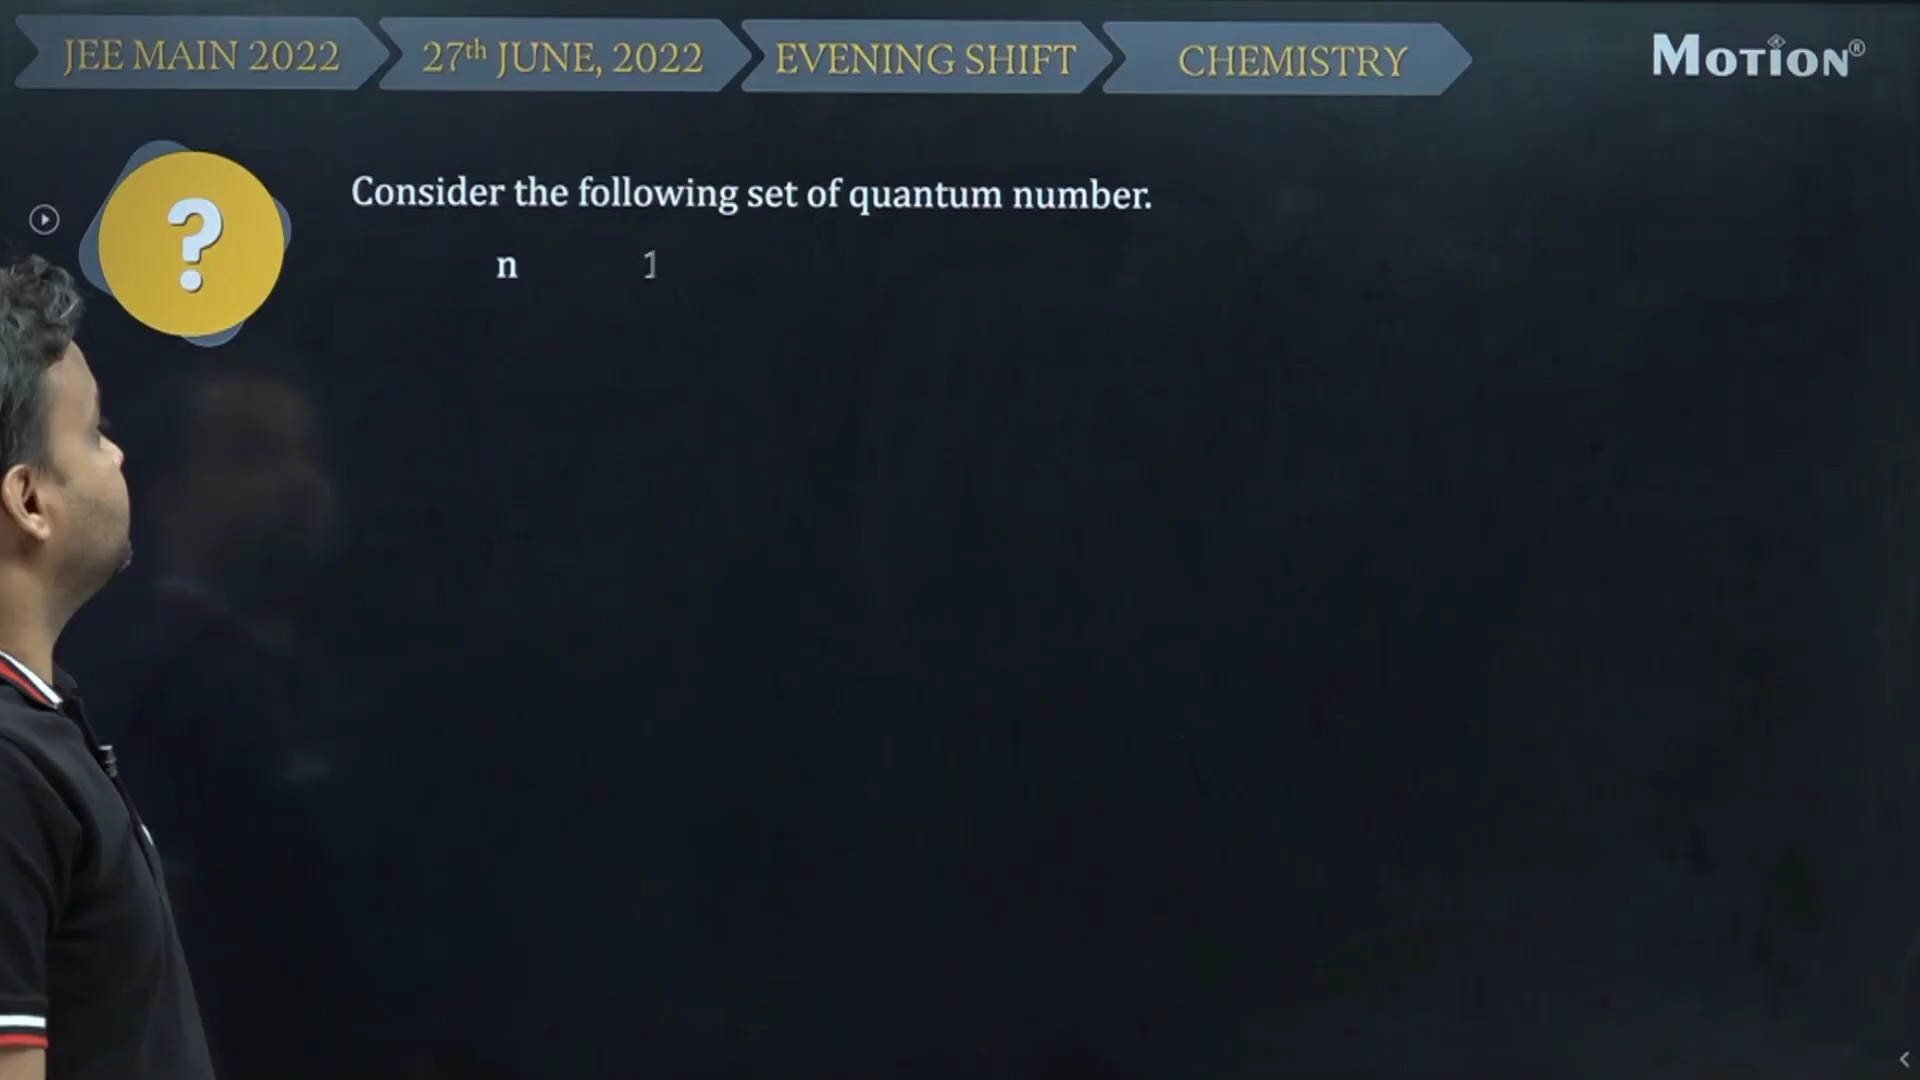 JEE MAIN 2022 27th JUNE, 2022 EVENING SHIFT CHEMISTRY MOTION®
?
Consider the following set of quantum number.
n 1